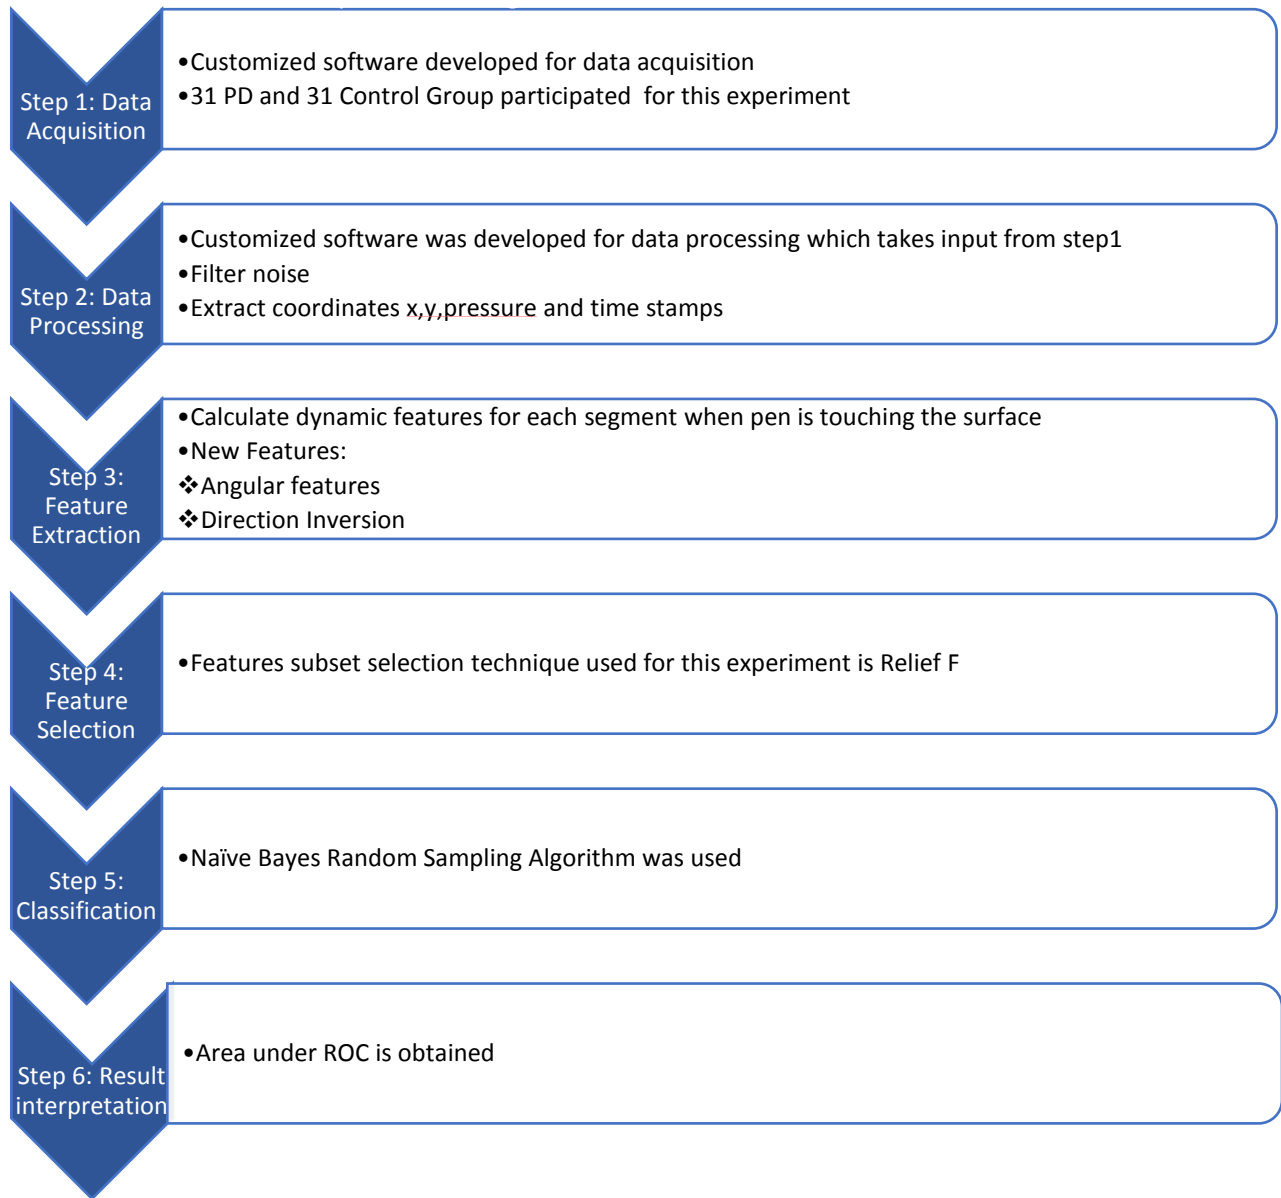 Step 1: Data
Acquisition
•Customized software developed for data acquisition
•31 PD and 31 Control Group participated for this experiment
Step 2: Data
Processing
•Customized software was developed for data processing which takes input from step1
•Filter noise
•Extract coordinates x,y,pressure and time stamps
Step 3:
Feature
Extraction
•Calculate dynamic features for each segment when pen is touching the surface
•New Features:
❖Angular features
❖Direction Inversion
Step 4:
Feature
Selection
•Features subset selection technique used for this experiment is Relief F
Step 5:
Classification
•Naïve Bayes Random Sampling Algorithm was used
Step 6: Result
interpretation
•Area under ROC is obtained